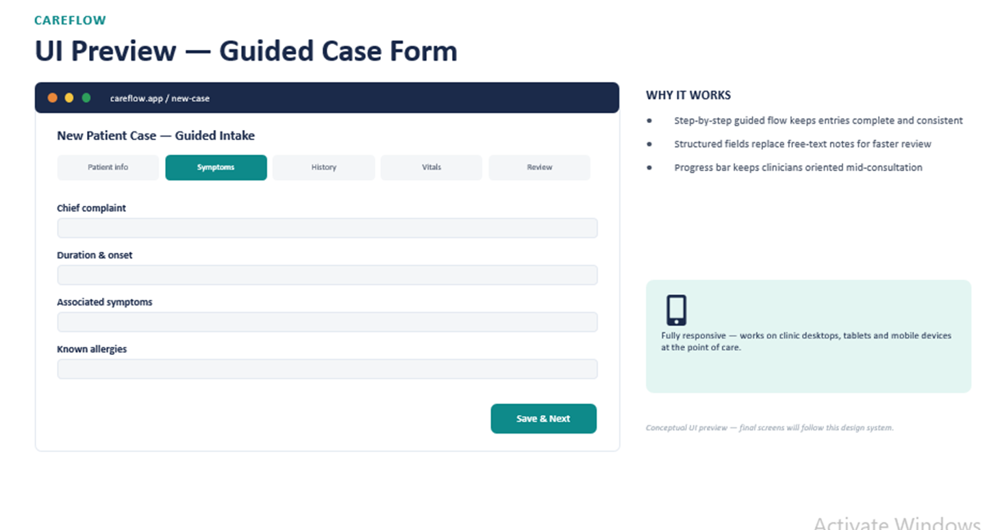 CAREFLOW
UI Preview — Guided Case Form
careflow.app / new-case
New Patient Case — Guided Intake
Patient info
Symptoms
History
Vitals
Review
Chief complaint
Duration & onset
Associated symptoms
Known allergies
Save & Next
WHY IT WORKS
• Step-by-step guided flow keeps entries complete and consistent
• Structured fields replace free-text notes for faster review
• Progress bar keeps clinicians oriented mid-consultation
Fully responsive — works on clinic desktops, tablets and mobile devices
at the point of care.
Conceptual UI preview — final screens will follow this design system.
Activate Windows